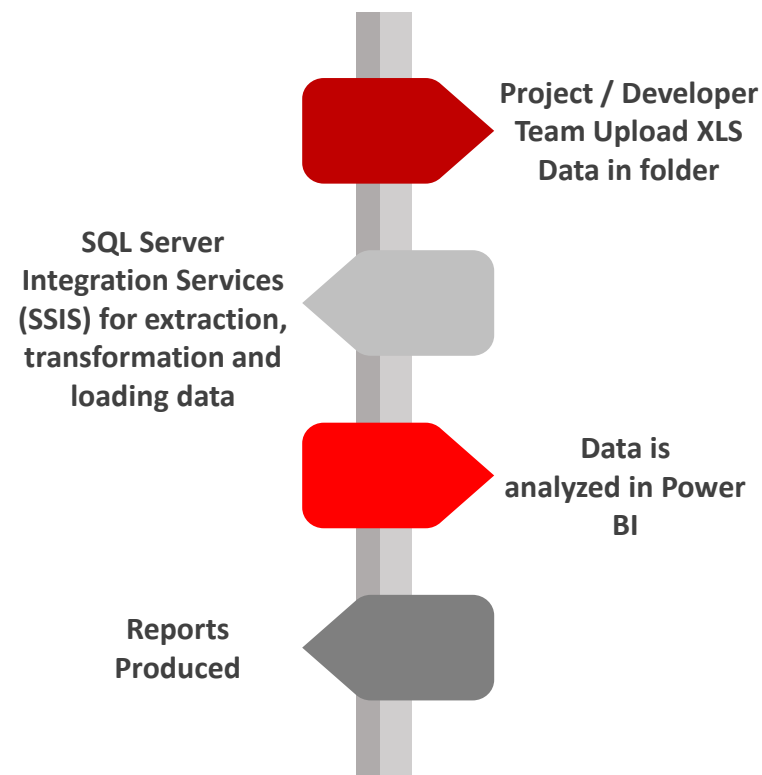 Project / Developer
Team Upload XLS
Data in folder
SQL Server
Integration Services
(SSIS) for extraction,
transformation and
loading data
Data is
analyzed in Power
BI
Reports
Produced